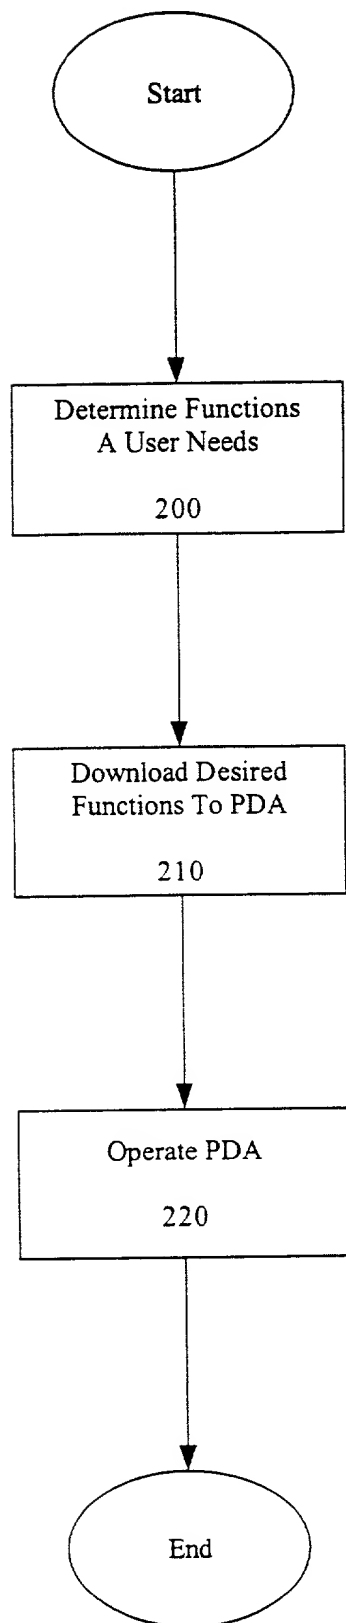 Start
Determine Functions
A User Needs
200
Download Desired
Functions To PDA
210
Operate PDA
220
End